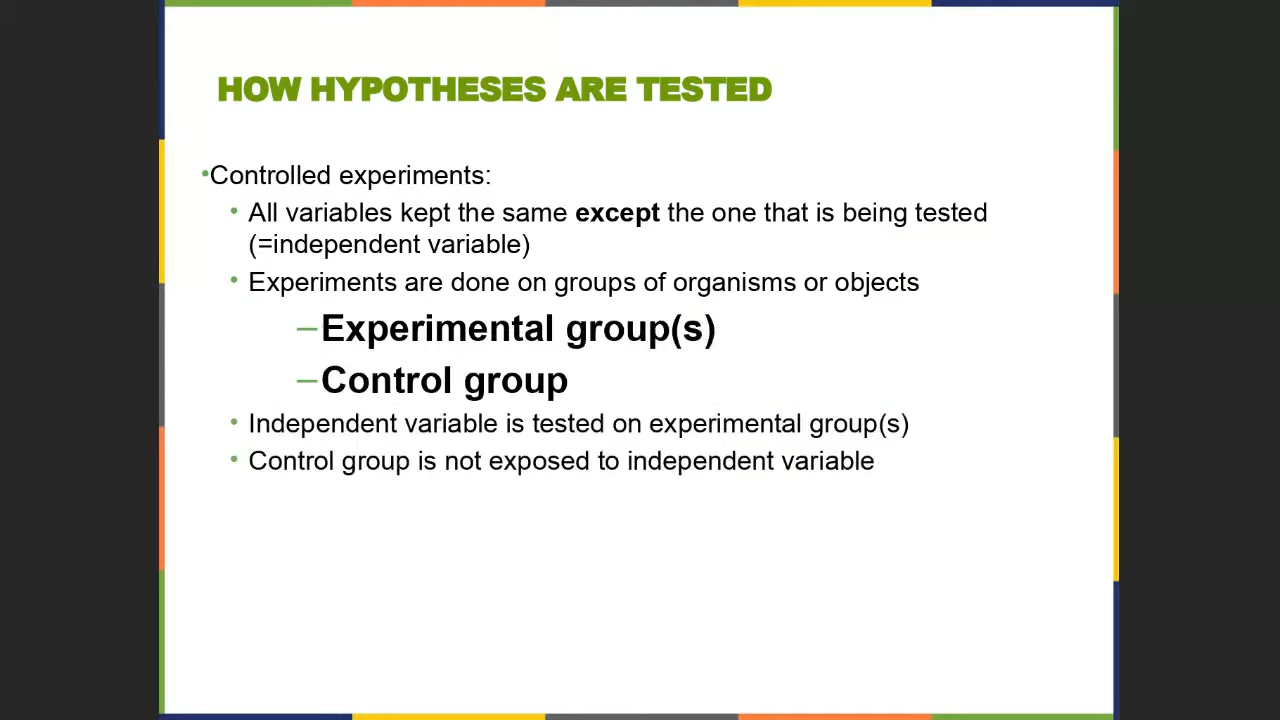 HOW HYPOTHESES ARE TESTED
•Controlled experiments:
• All variables kept the same except the one that is being tested
(=independent variable)
• Experiments are done on groups of organisms or objects
–Experimental group(s)
–Control group
• Independent variable is tested on experimental group(s)
• Control group is not exposed to independent variable